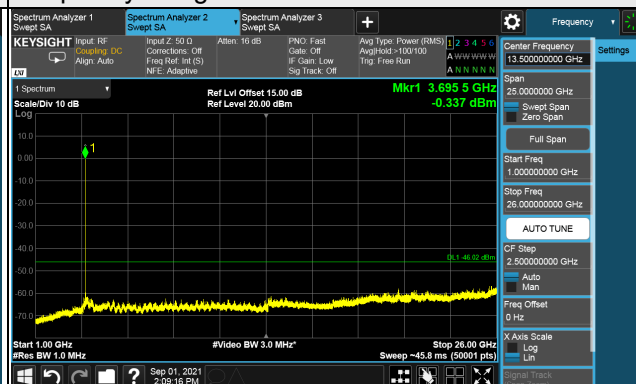 Spectrum Analyzer 1
Swept SA
Spectrum Analyzer 2
Swept SA
Spectrum Analyzer 3
Swept SA
Frequency
KEYSIGHT
Input: RF
Coupling: DC
Align: Auto
Input Z: 50 Ω
Corrections: Off
Freq Ref: Int (S)
NFE: Adaptive
Atten: 16 dB
PNO: Fast
Gate: Off
IF Gain: Low
Sig Track: Off
Avg Type: Power (RMS)
Avg|Hold:>100/100
Trig: Free Run
1 2 3 4 5 6
A W W W W W
A N N N N N
LXI
1 Spectrum
Scale/Div 10 dB
Log
Ref Lvl Offset 15.00 dB
Ref Level 20.00 dBm
Mkr1 3.695 5 GHz
-0.337 dBm
10.0
0.00
-10.0
-20.0
-30.0
-40.0
-50.0
-60.0
-70.0
1
DL1 -46.02 dBm
Start 1.00 GHz
#Res BW 1.0 MHz
#Video BW 3.0 MHz*
Stop 26.00 GHz
Sweep ~45.8 ms (50001 pts)
Sep 01, 2021
2:09:16 PM
Center Frequency
13.500000000 GHz
Settings
Span
25.0000000 GHz
Swept Span
Zero Span
Full Span
Start Freq
1.000000000 GHz
Stop Freq
26.000000000 GHz
AUTO TUNE
CF Step
2.500000000 GHz
Auto
Man
Freq Offset
0 Hz
X Axis Scale
Log
Lin
Signal Track